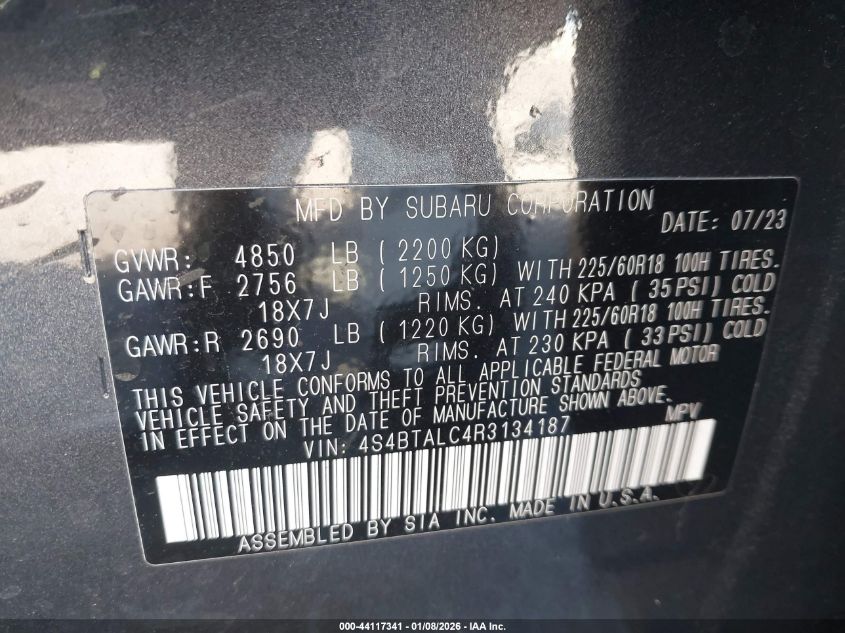 MFD BY SUBARU CORPORATION
DATE: 07/23
GVWR: 4850 LB ( 2200 KG)
GAWR:F 2756 LB ( 1250 KG) WITH 225/60R18 100H TIRES.
18X7J RIMS. AT 240 KPA ( 35 PSI) COLD
GAWR:R 2690 LB ( 1220 KG) WITH 225/60R18 100H TIRES.
18X7J RIMS. AT 230 KPA ( 33 PSI) COLD
THIS VEHICLE CONFORMS TO ALL APPLICABLE FEDERAL MOTOR
VEHICLE SAFETY AND THEFT PREVENTION STANDARDS
IN EFFECT ON THE DATE OF MANUFACTURE SHOWN ABOVE.
VIN: 4S4BTALC4R3134187 MPV
ASSEMBLED BY SIA INC. MADE IN U.S.A.
000-44117341 - 01/08/2026 - IAA Inc.